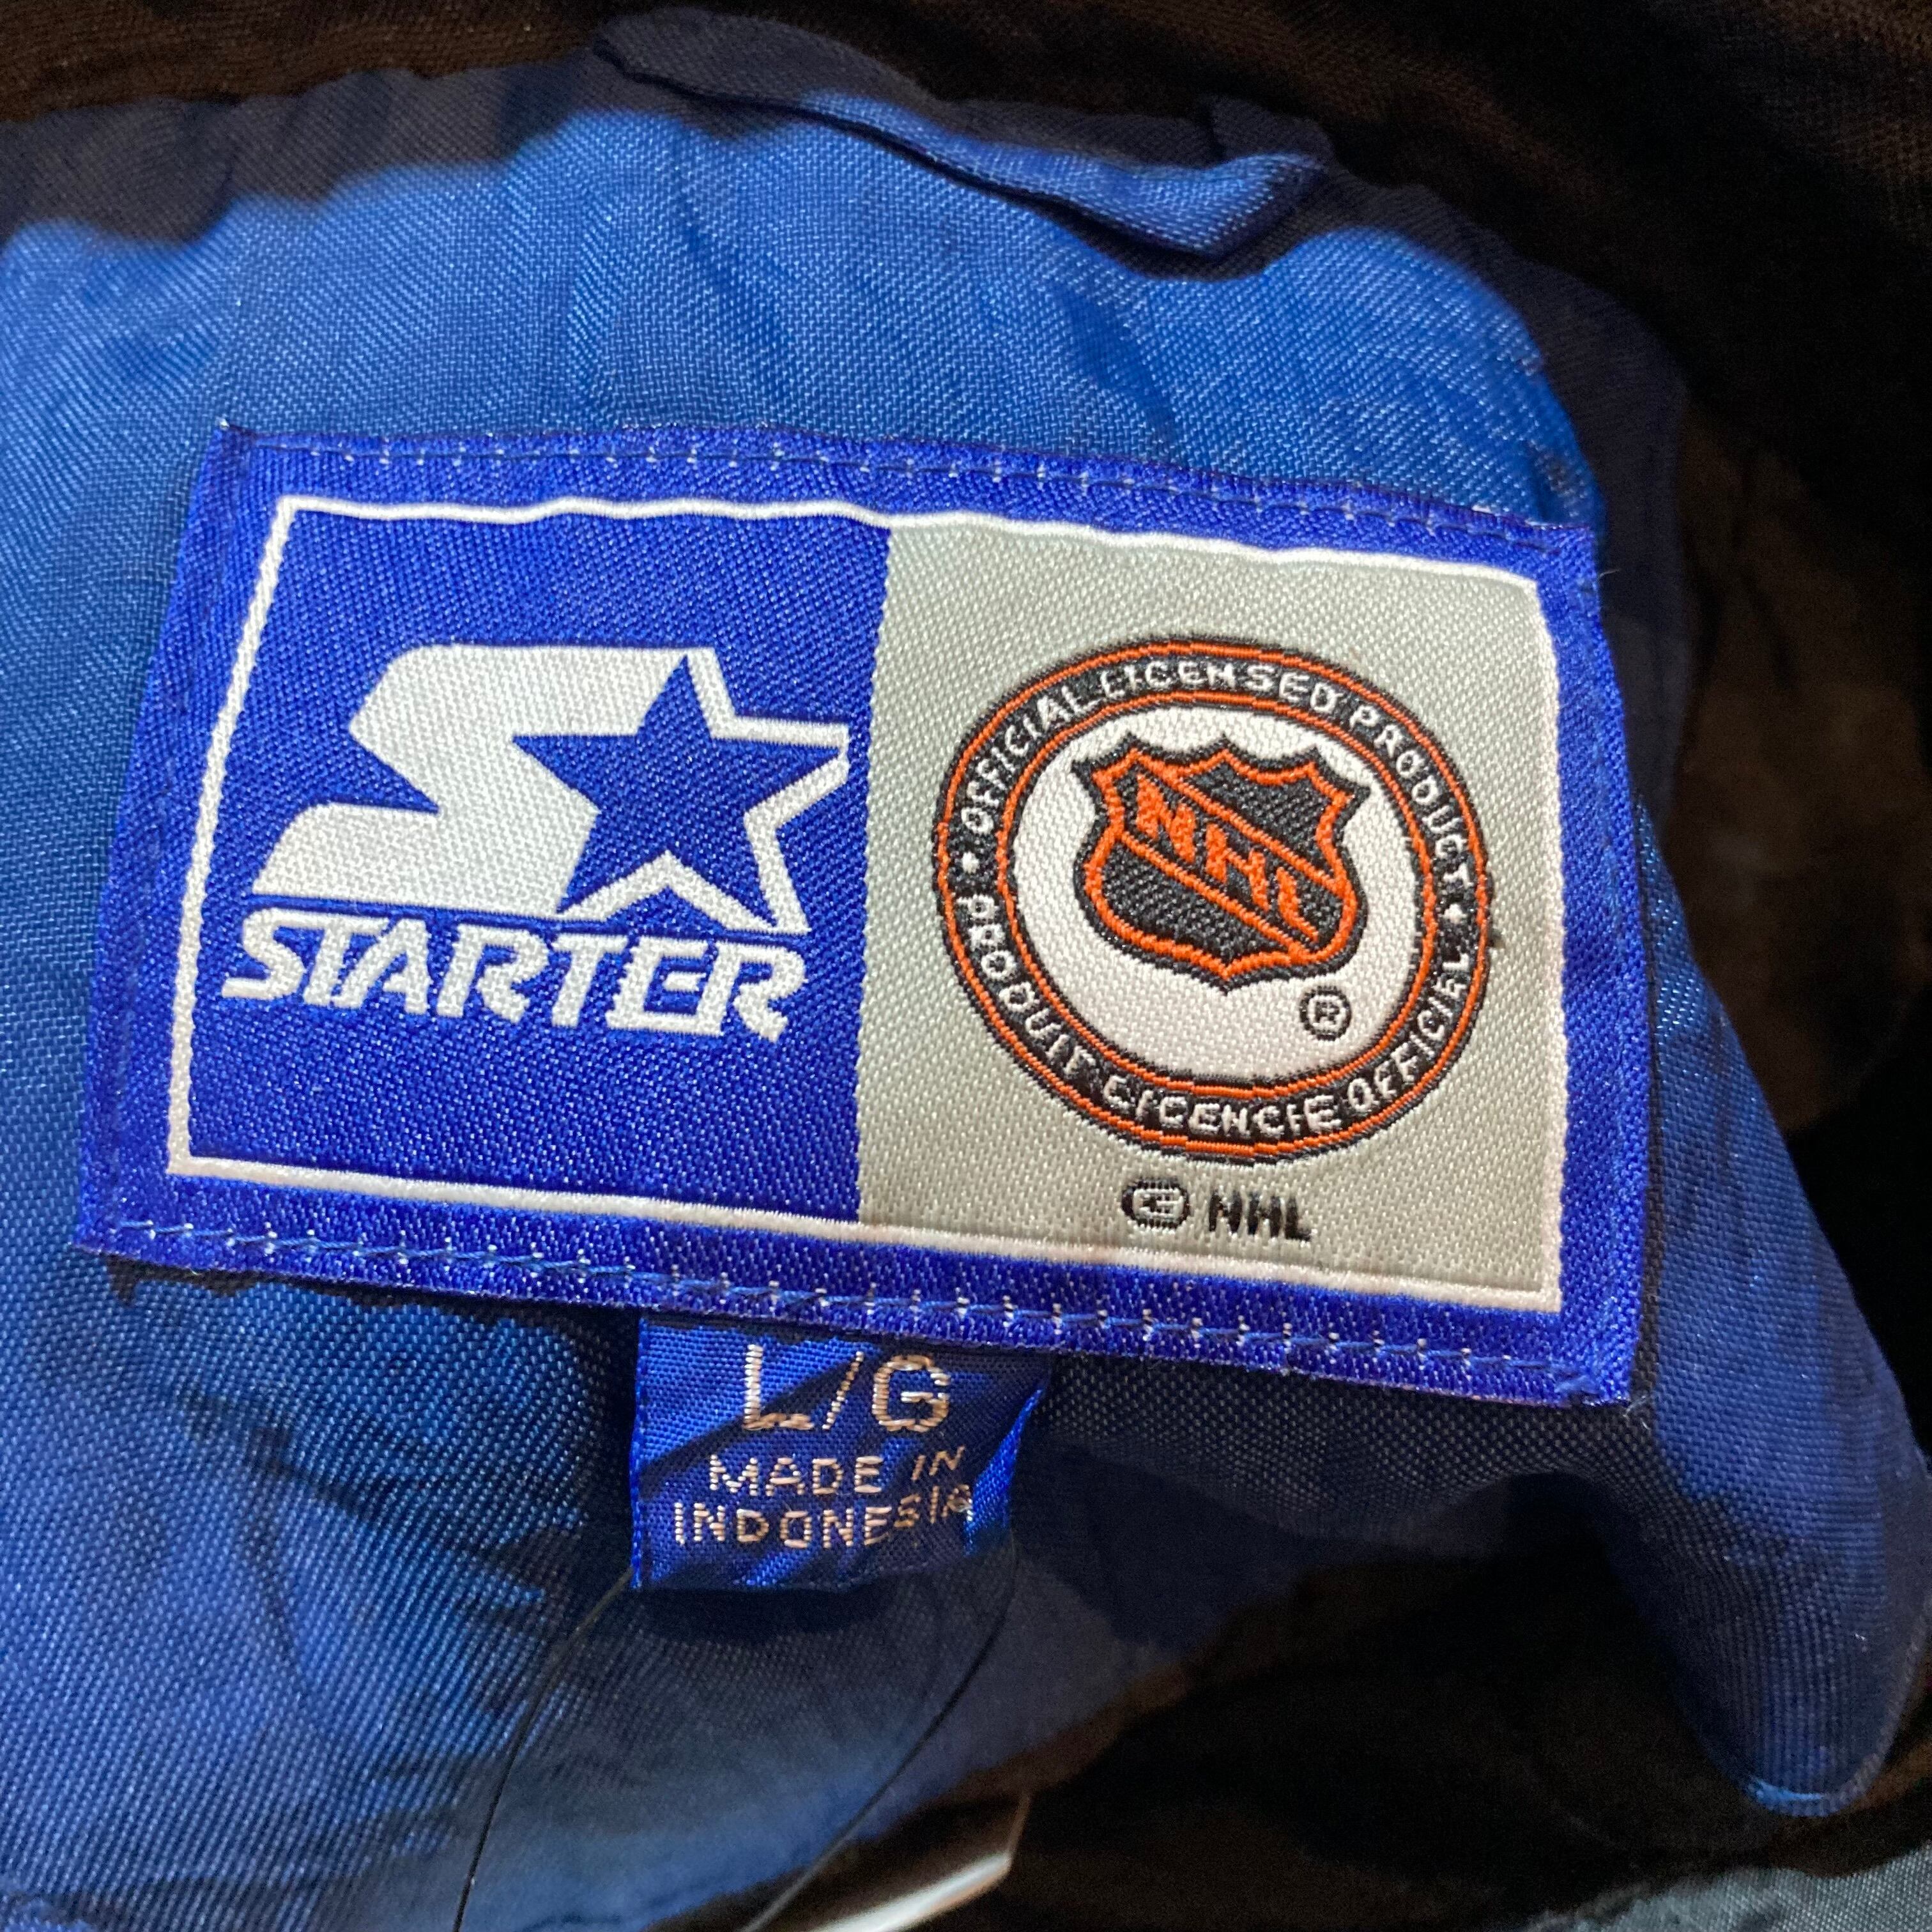 STARTER
OFFICIAL LICENSED PRODUCT
NHL
®
• PRODUIT LICENCIE OFFICIEL •
© NHL
L/G
MADE IN
INDONESIA